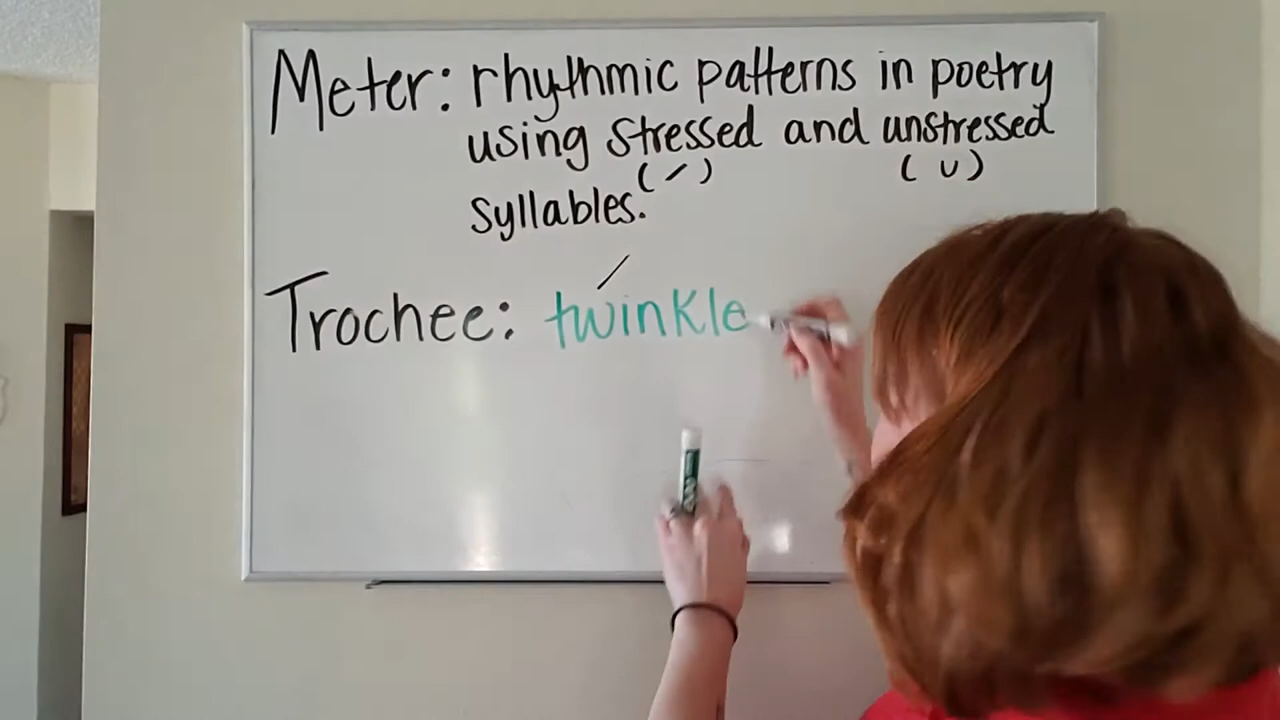 Meter: rhythmic patterns in poetry
using stressed and unstressed
(/) (∪)
syllables.
/
Trochee: twinkle